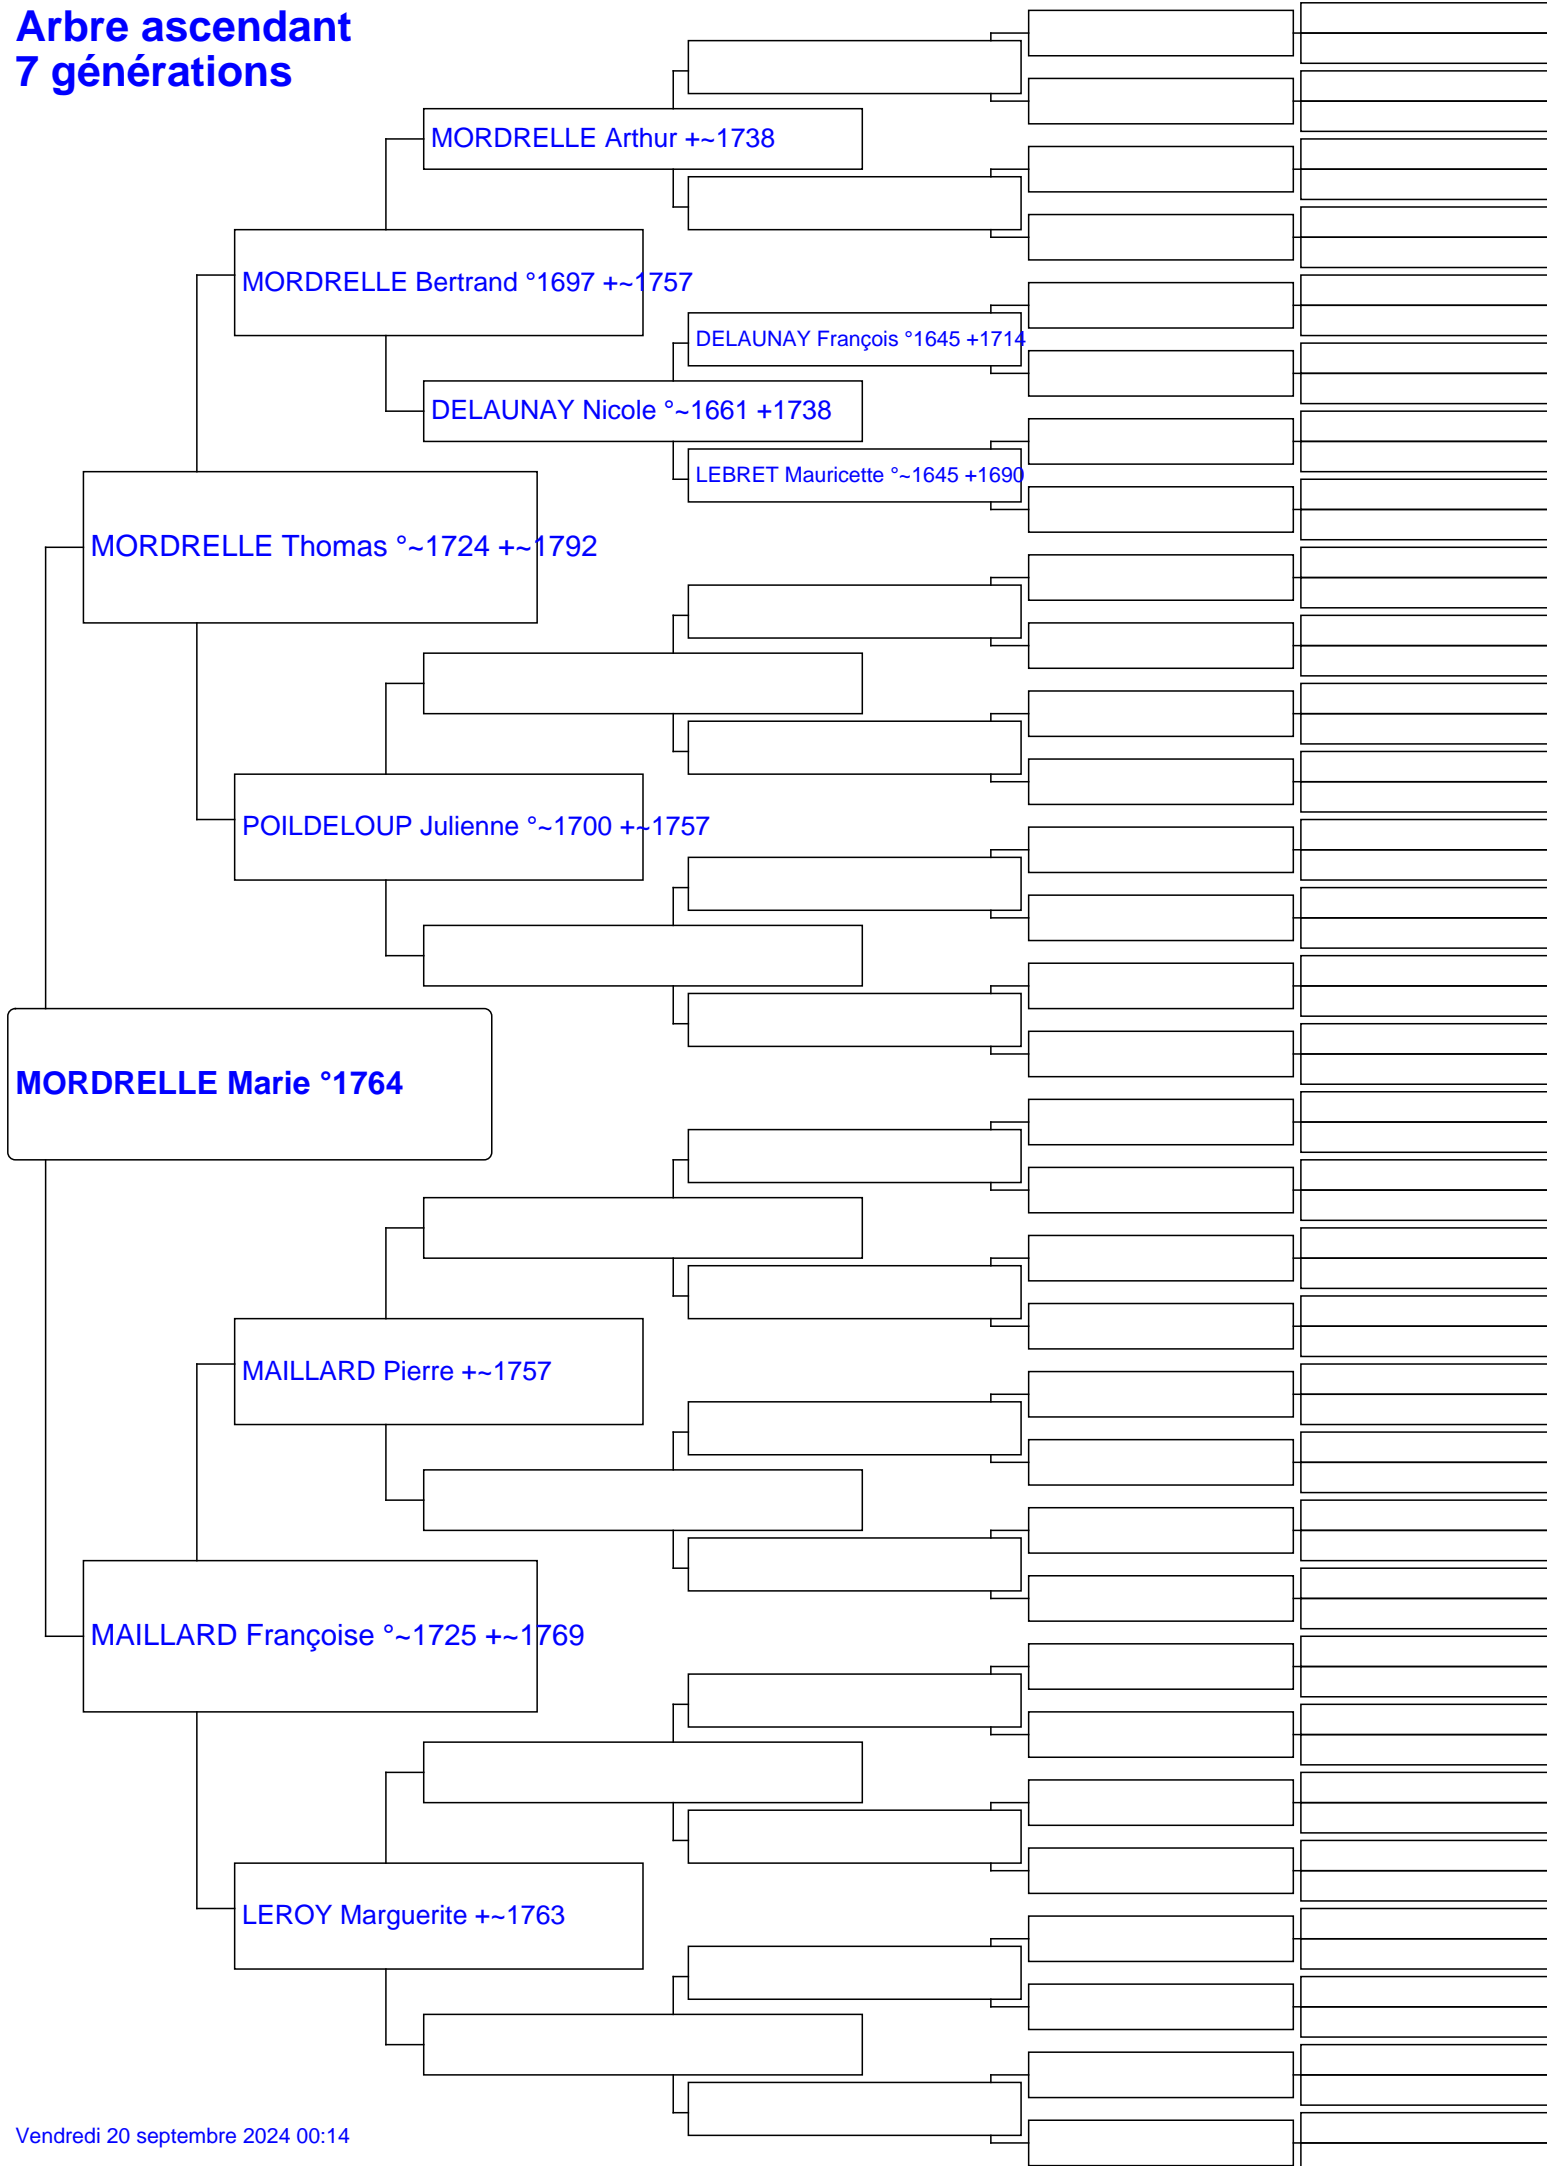 Arbre ascendant
7 générations
MORDRELLE Arthur +~1738
MORDRELLE Bertrand °1697 +~1757
DELAUNAY François °1645 +1714
DELAUNAY Nicole °~1661 +1738
LEBRET Mauricette °~1645 +1690
MORDRELLE Thomas °~1724 +~1792
POILDELOUP Julienne °~1700 +~1757
MORDRELLE Marie °1764
MAILLARD Pierre +~1757
MAILLARD Françoise °~1725 +~1769
LEROY Marguerite +~1763
Vendredi 20 septembre 2024 00:14